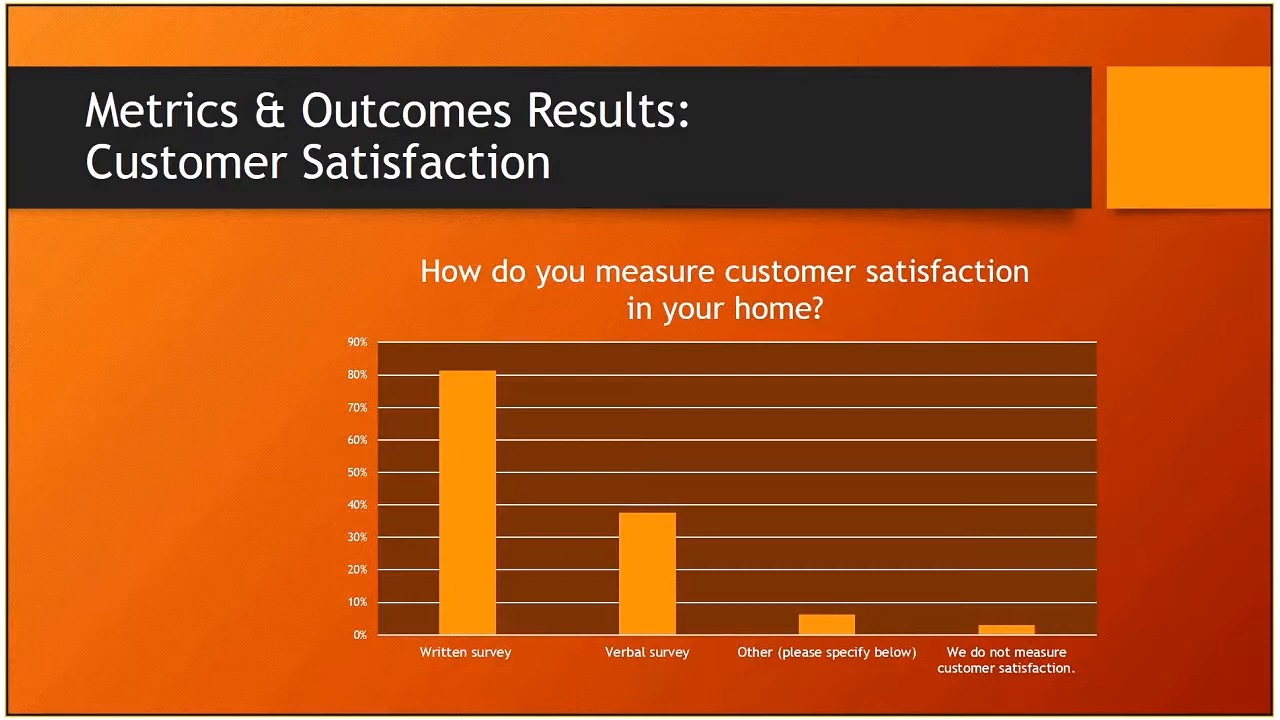 Metrics & Outcomes Results:
Customer Satisfaction
How do you measure customer satisfaction
in your home?
90%
80%
70%
60%
50%
40%
30%
20%
10%
0%
Written survey
Verbal survey
Other (please specify below)
We do not measure
customer satisfaction.